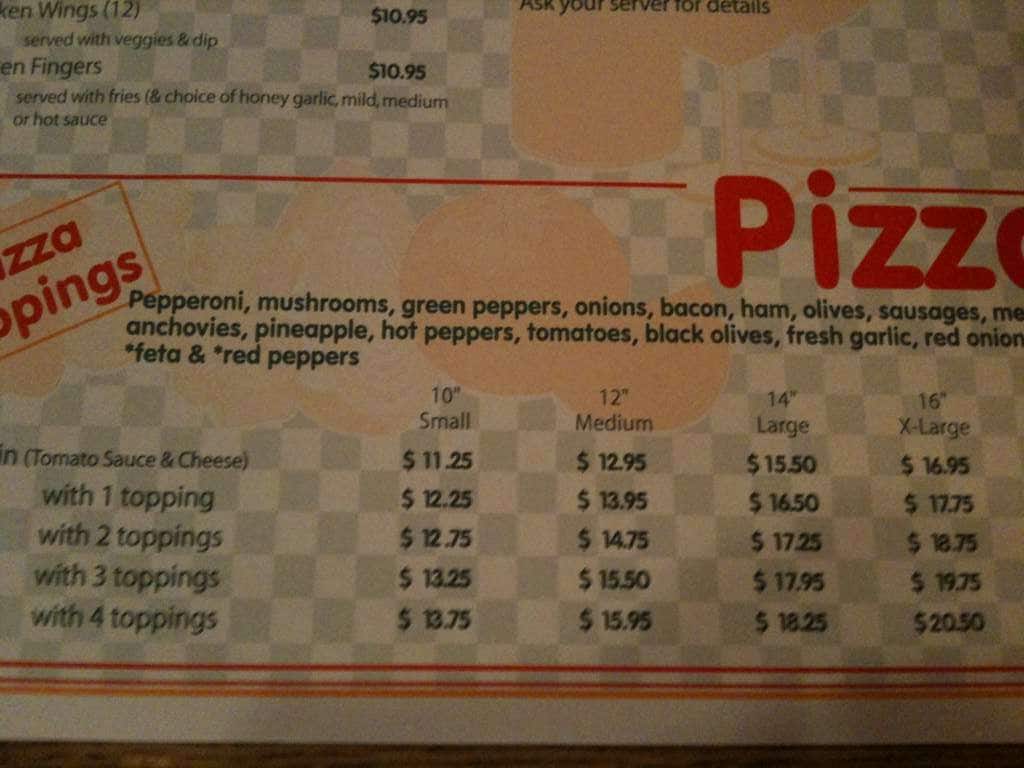 ken Wings (12) $10.95
served with veggies & dip
en Fingers $10.95
served with fries (& choice of honey garlic, mild, medium
or hot sauce
Ask your server for details
izza
ppings
Pizza
Pepperoni, mushrooms, green peppers, onions, bacon, ham, olives, sausages, me
anchovies, pineapple, hot peppers, tomatoes, black olives, fresh garlic, red onion
*feta & *red peppers
10" 12" 14" 16"
Small Medium Large X-Large
in (Tomato Sauce & Cheese) $ 11.25 $ 12.95 $ 15.50 $ 16.95
with 1 topping $ 12.25 $ 13.95 $ 16.50 $ 17.75
with 2 toppings $ 12.75 $ 14.75 $ 17.25 $ 18.75
with 3 toppings $ 13.25 $ 15.50 $ 17.95 $ 19.75
with 4 toppings $ 13.75 $ 15.95 $ 18.25 $ 20.50